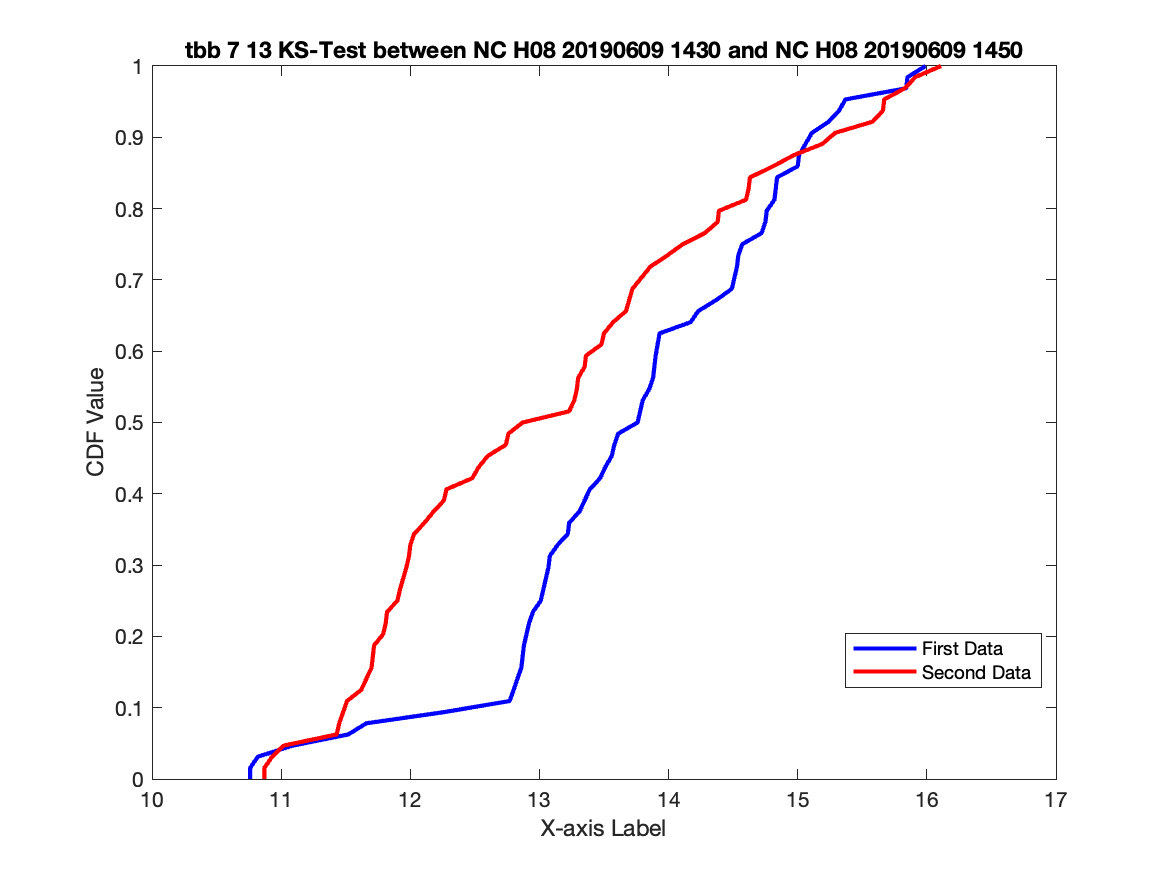 tbb 7 13 KS-Test between NC H08 20190609 1430 and NC H08 20190609 1450
1
0.9
0.8
0.7
0.6
0.5
0.4
0.3
0.2
0.1
0
CDF Value
First Data
Second Data
10 11 12 13 14 15 16 17
X-axis Label